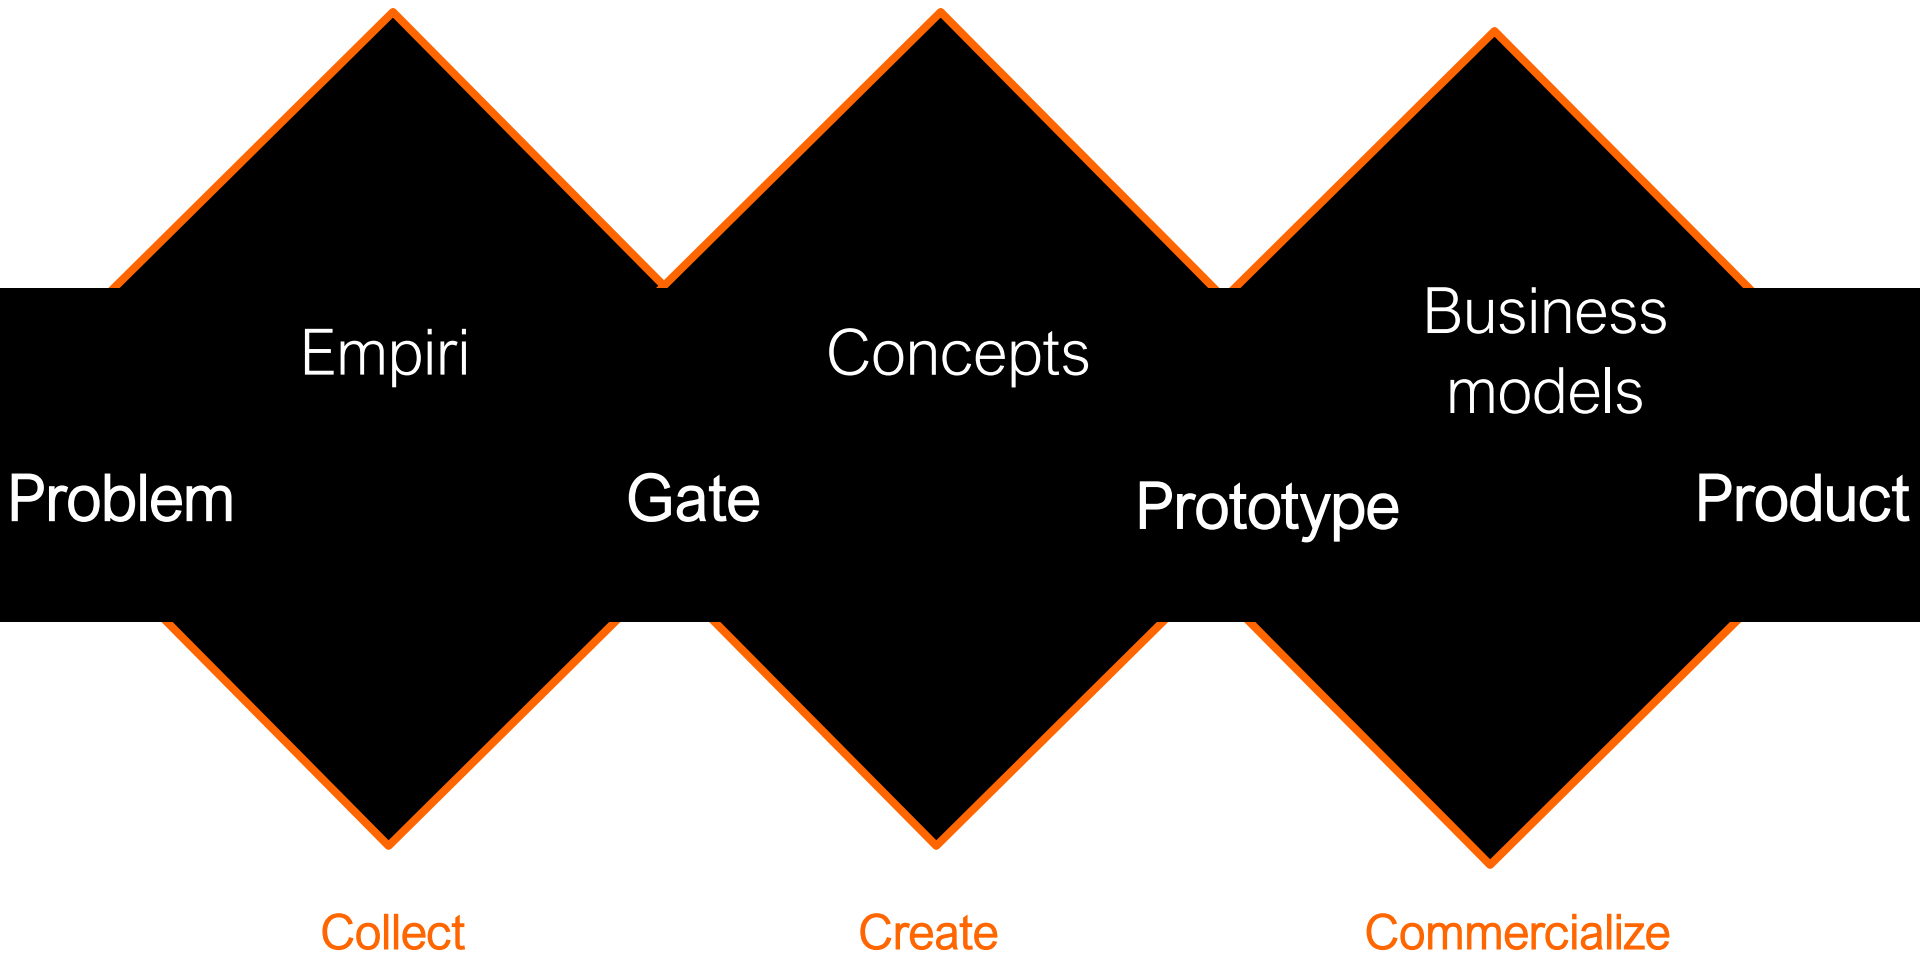 Empiri
Concepts
Business
models
Problem
Gate
Prototype
Product
Collect
Create
Commercialize